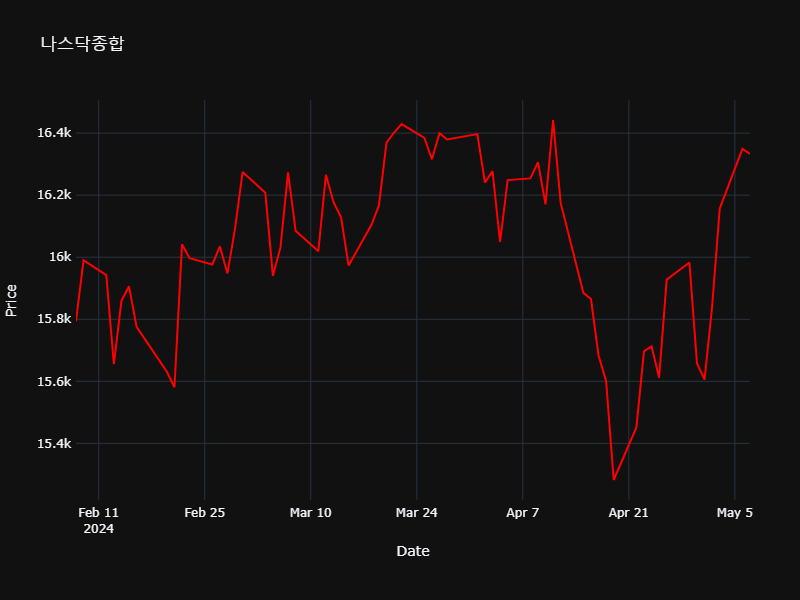 나스닥종합
16.4k
16.2k
16k
15.8k
15.6k
15.4k
Price
Feb 11
2024
Feb 25
Mar 10
Mar 24
Apr 7
Apr 21
May 5
Date